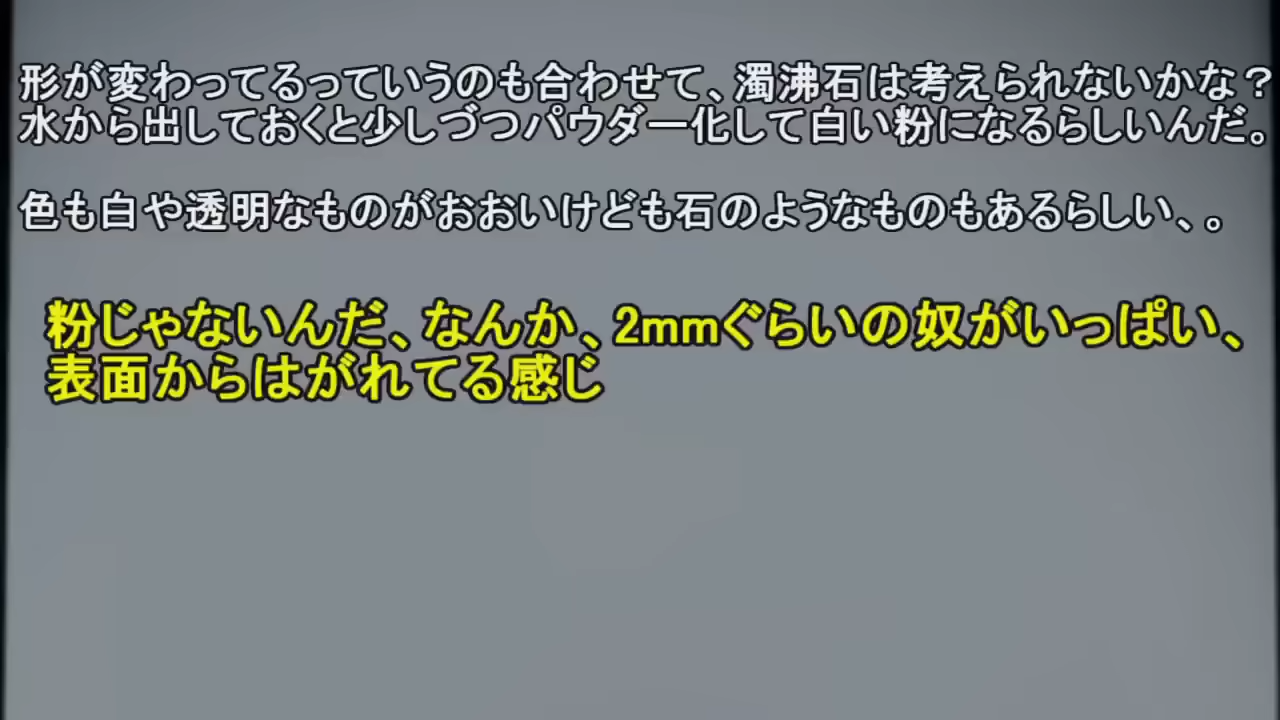 形が変わってるっていうのも合わせて、濁沸石は考えられないかな？
水から出しておくと少しづつパウダー化して白い粉になるらしいんだ。
色も白や透明なものがおおいけども石のようなものもあるらしい、。
粉じゃないんだ、なんか、2mmぐらいの奴がいっぱい、
表面からはがれてる感じ